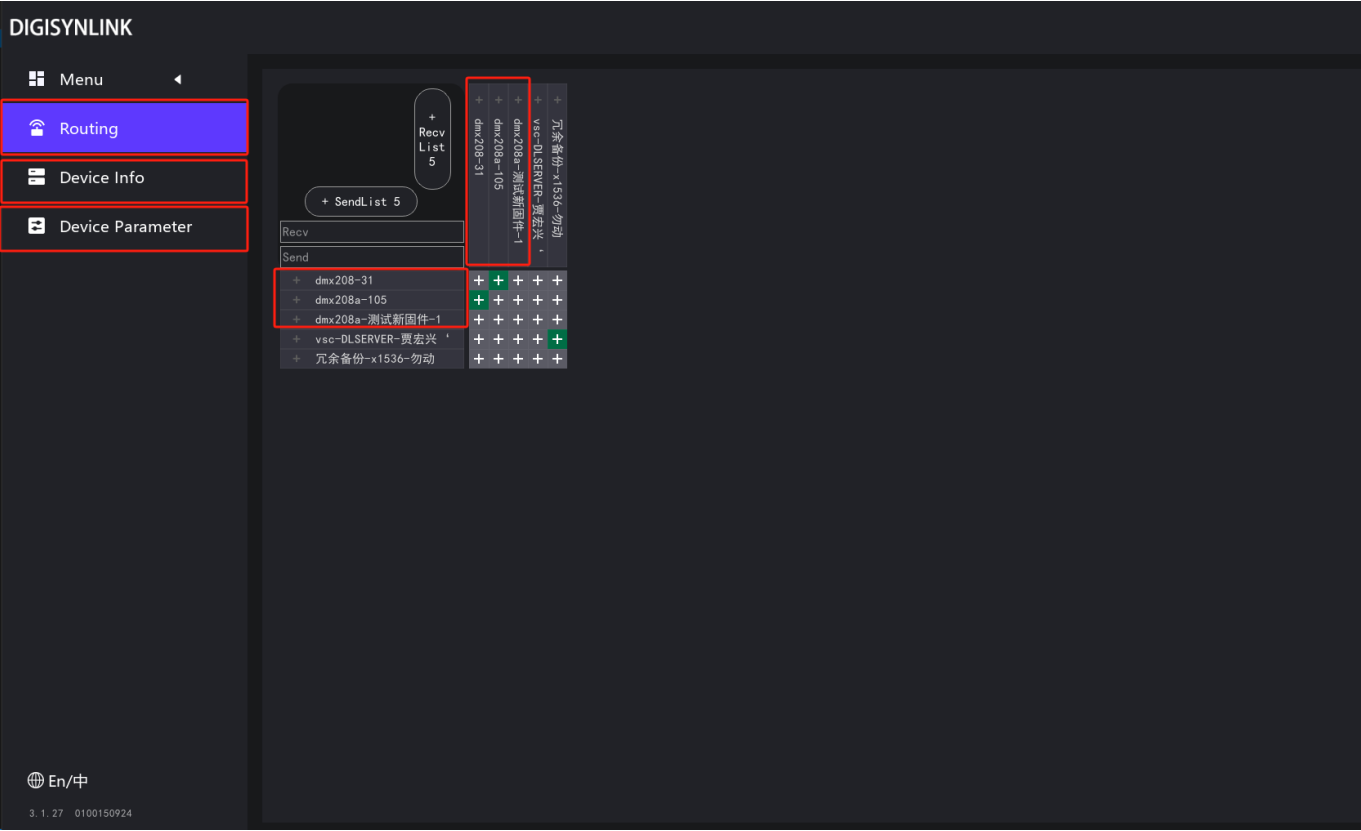 DIGISYNLINK
Menu
Routing
Device Info
Device Parameter
+
Recv
List
5
+ SendList 5
Recv
Send
+ dmx208-31
+ dmx208a-105
+ dmx208a-测试新固件-1
+ vsc-DLSERVER-贾宏兴 '
+ 冗余备份-x1536-勿动
+ dmx208-31
+ dmx208a-105
+ dmx208a-测试新固件-1
+ vsc-DLSERVER-贾宏兴 '
+ 冗余备份-x1536-勿动
+ + + + +
+ + + + +
+ + + + +
+ + + + +
+ + + + +
En/中
3.1.27 0100150924